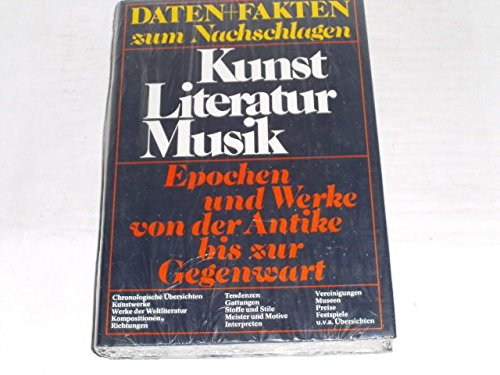 DATEN+FAKTEN
zum Nachschlagen
Kunst
Literatur
Musik
Epochen
und Werke
von der Antike
bis zur
Gegenwart
Chronologische Übersichten
Kunstwerke
Werke der Weltliteratur
Kompositionen
Richtungen
Tendenzen
Gattungen
Stoffe und Stile
Meister und Motive
Interpreten
Vereinigungen
Museen
Preise
Festspiele
u.v.a. Übersichten